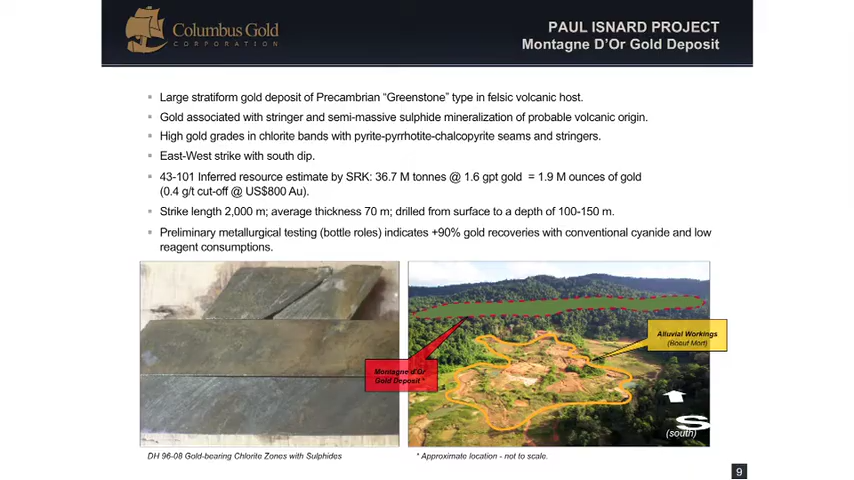 Columbus Gold
CORPORATION
PAUL ISNARD PROJECT
Montagne D’Or Gold Deposit
▪ Large stratiform gold deposit of Precambrian “Greenstone” type in felsic volcanic host.
▪ Gold associated with stringer and semi-massive sulphide mineralization of probable volcanic origin.
▪ High gold grades in chlorite bands with pyrite-pyrrhotite-chalcopyrite seams and stringers.
▪ East-West strike with south dip.
▪ 43-101 Inferred resource estimate by SRK: 36.7 M tonnes @ 1.6 gpt gold = 1.9 M ounces of gold
(0.4 g/t cut-off @ US$800 Au).
▪ Strike length 2,000 m; average thickness 70 m; drilled from surface to a depth of 100-150 m.
▪ Preliminary metallurgical testing (bottle roles) indicates +90% gold recoveries with conventional cyanide and low
reagent consumptions.
Alluvial Workings
(Boeuf Mort)
Montagne d'Or
Gold Deposit *
S
(south)
DH 96-08 Gold-bearing Chlorite Zones with Sulphides
* Approximate location - not to scale.
9